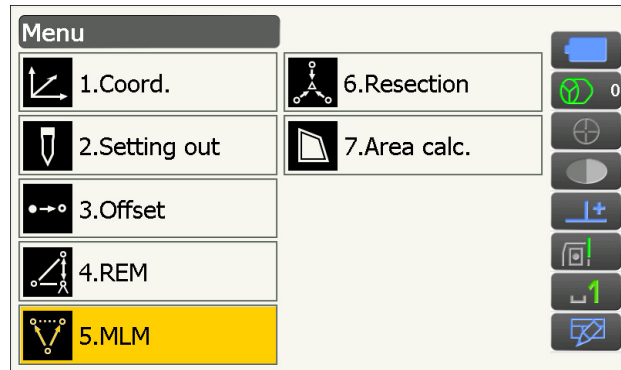 Menu
1.Coord.
2.Setting out
3.Offset
4.REM
5.MLM
6.Resection
7.Area calc.
0
1